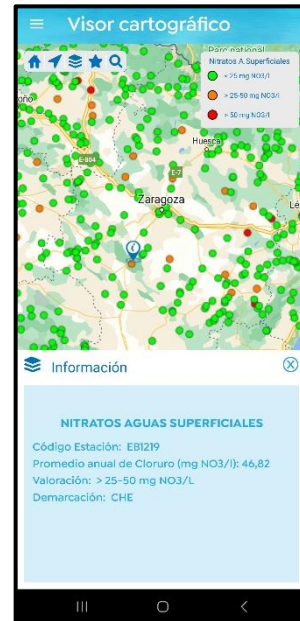 Visor cartográfico
Parc national
Nitratos A.Superficiales
< 25 mg NO3/l
> 25-50 mg NO3/l
> 50 mg NO3/l
Huesca
E-804
E-7
Zaragoza
Información
NITRATOS AGUAS SUPERFICIALES
Código Estación: EB1219
Promedio anual de Cloruro (mg NO3/l): 46,82
Valoración: > 25-50 mg NO3/L
Demarcación: CHE